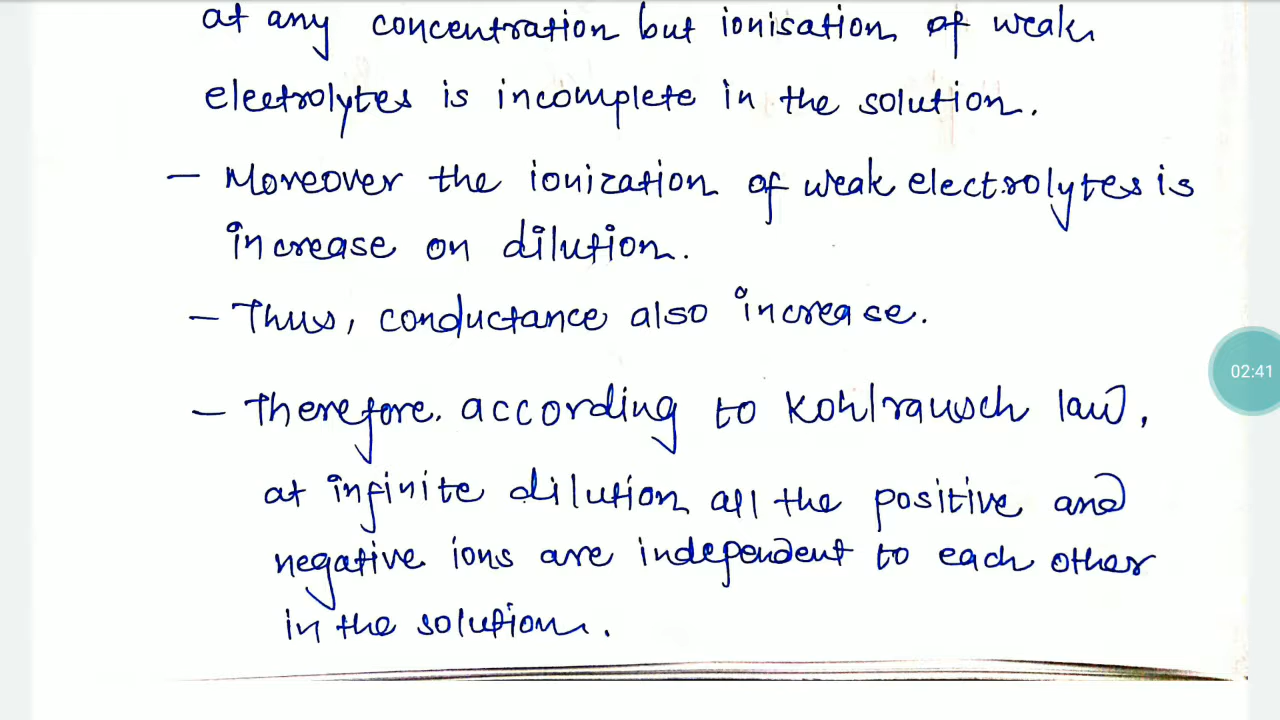 at any concentration but ionisation of weak
electrolytes is incomplete in the solution.
- Moreover the ionization of weak electrolytes is
increase on dilution.
- Thus, conductance also increase.
02:41
- Therefore. according to Kohlrausch law,
at infinite dilution all the positive and
negative ions are independent to each other
in the solution.